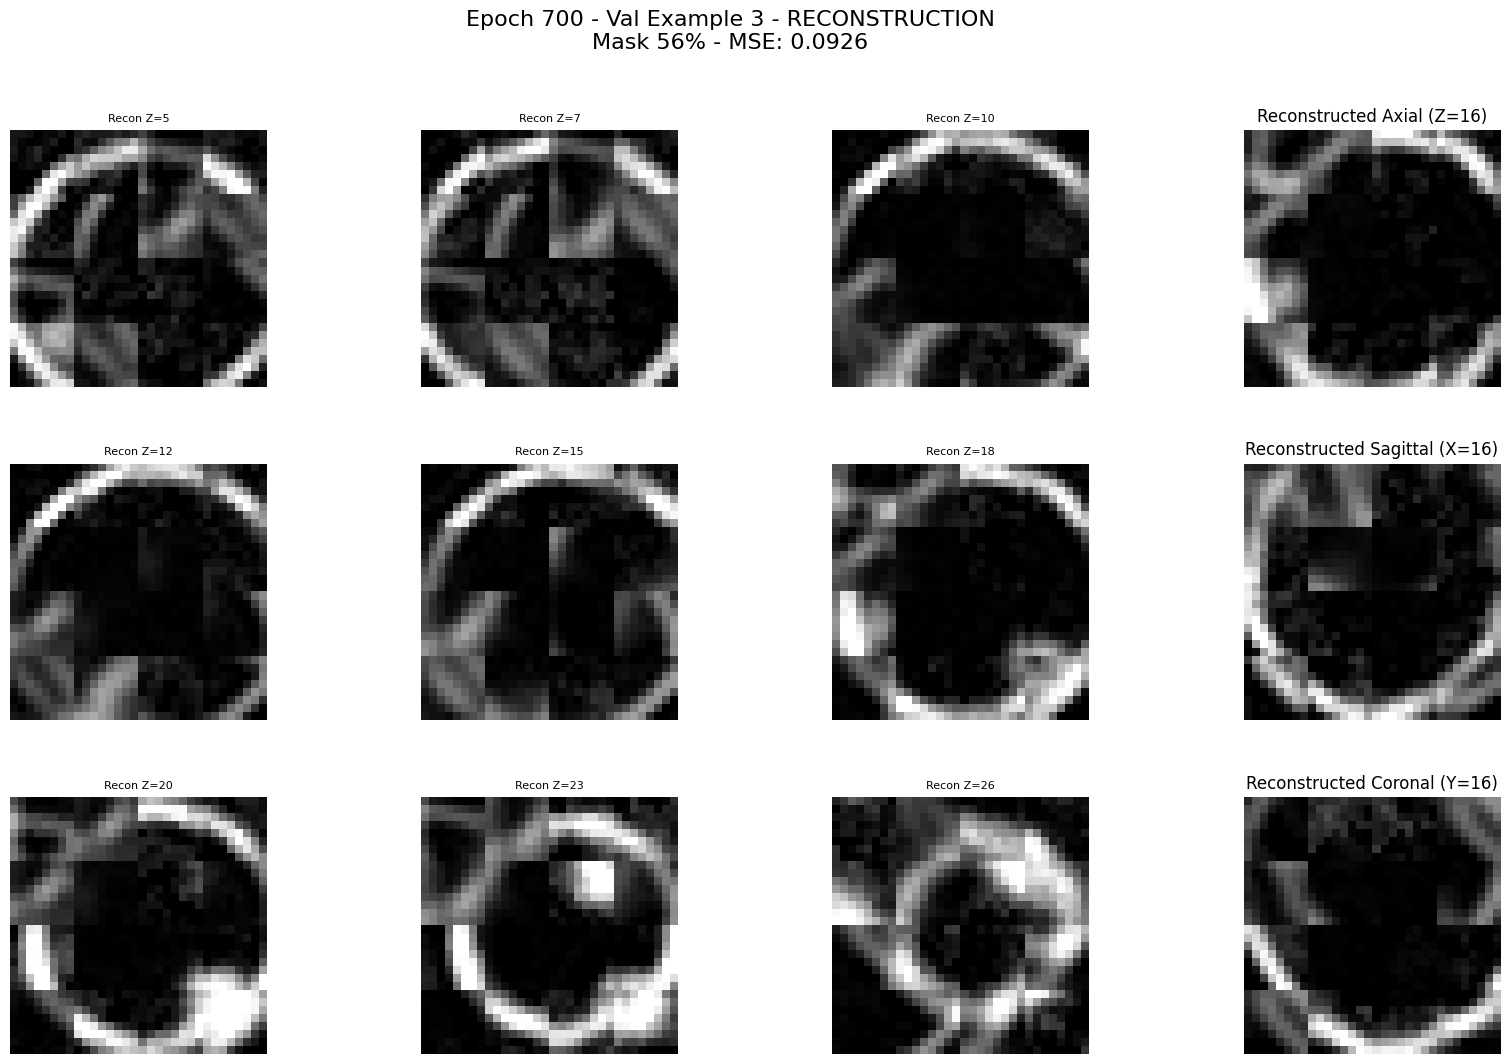 Epoch 700 - Val Example 3 - RECONSTRUCTION
Mask 56% - MSE: 0.0926
Recon Z=5
Recon Z=7
Recon Z=10
Reconstructed Axial (Z=16)
Recon Z=12
Recon Z=15
Recon Z=18
Reconstructed Sagittal (X=16)
Recon Z=20
Recon Z=23
Recon Z=26
Reconstructed Coronal (Y=16)